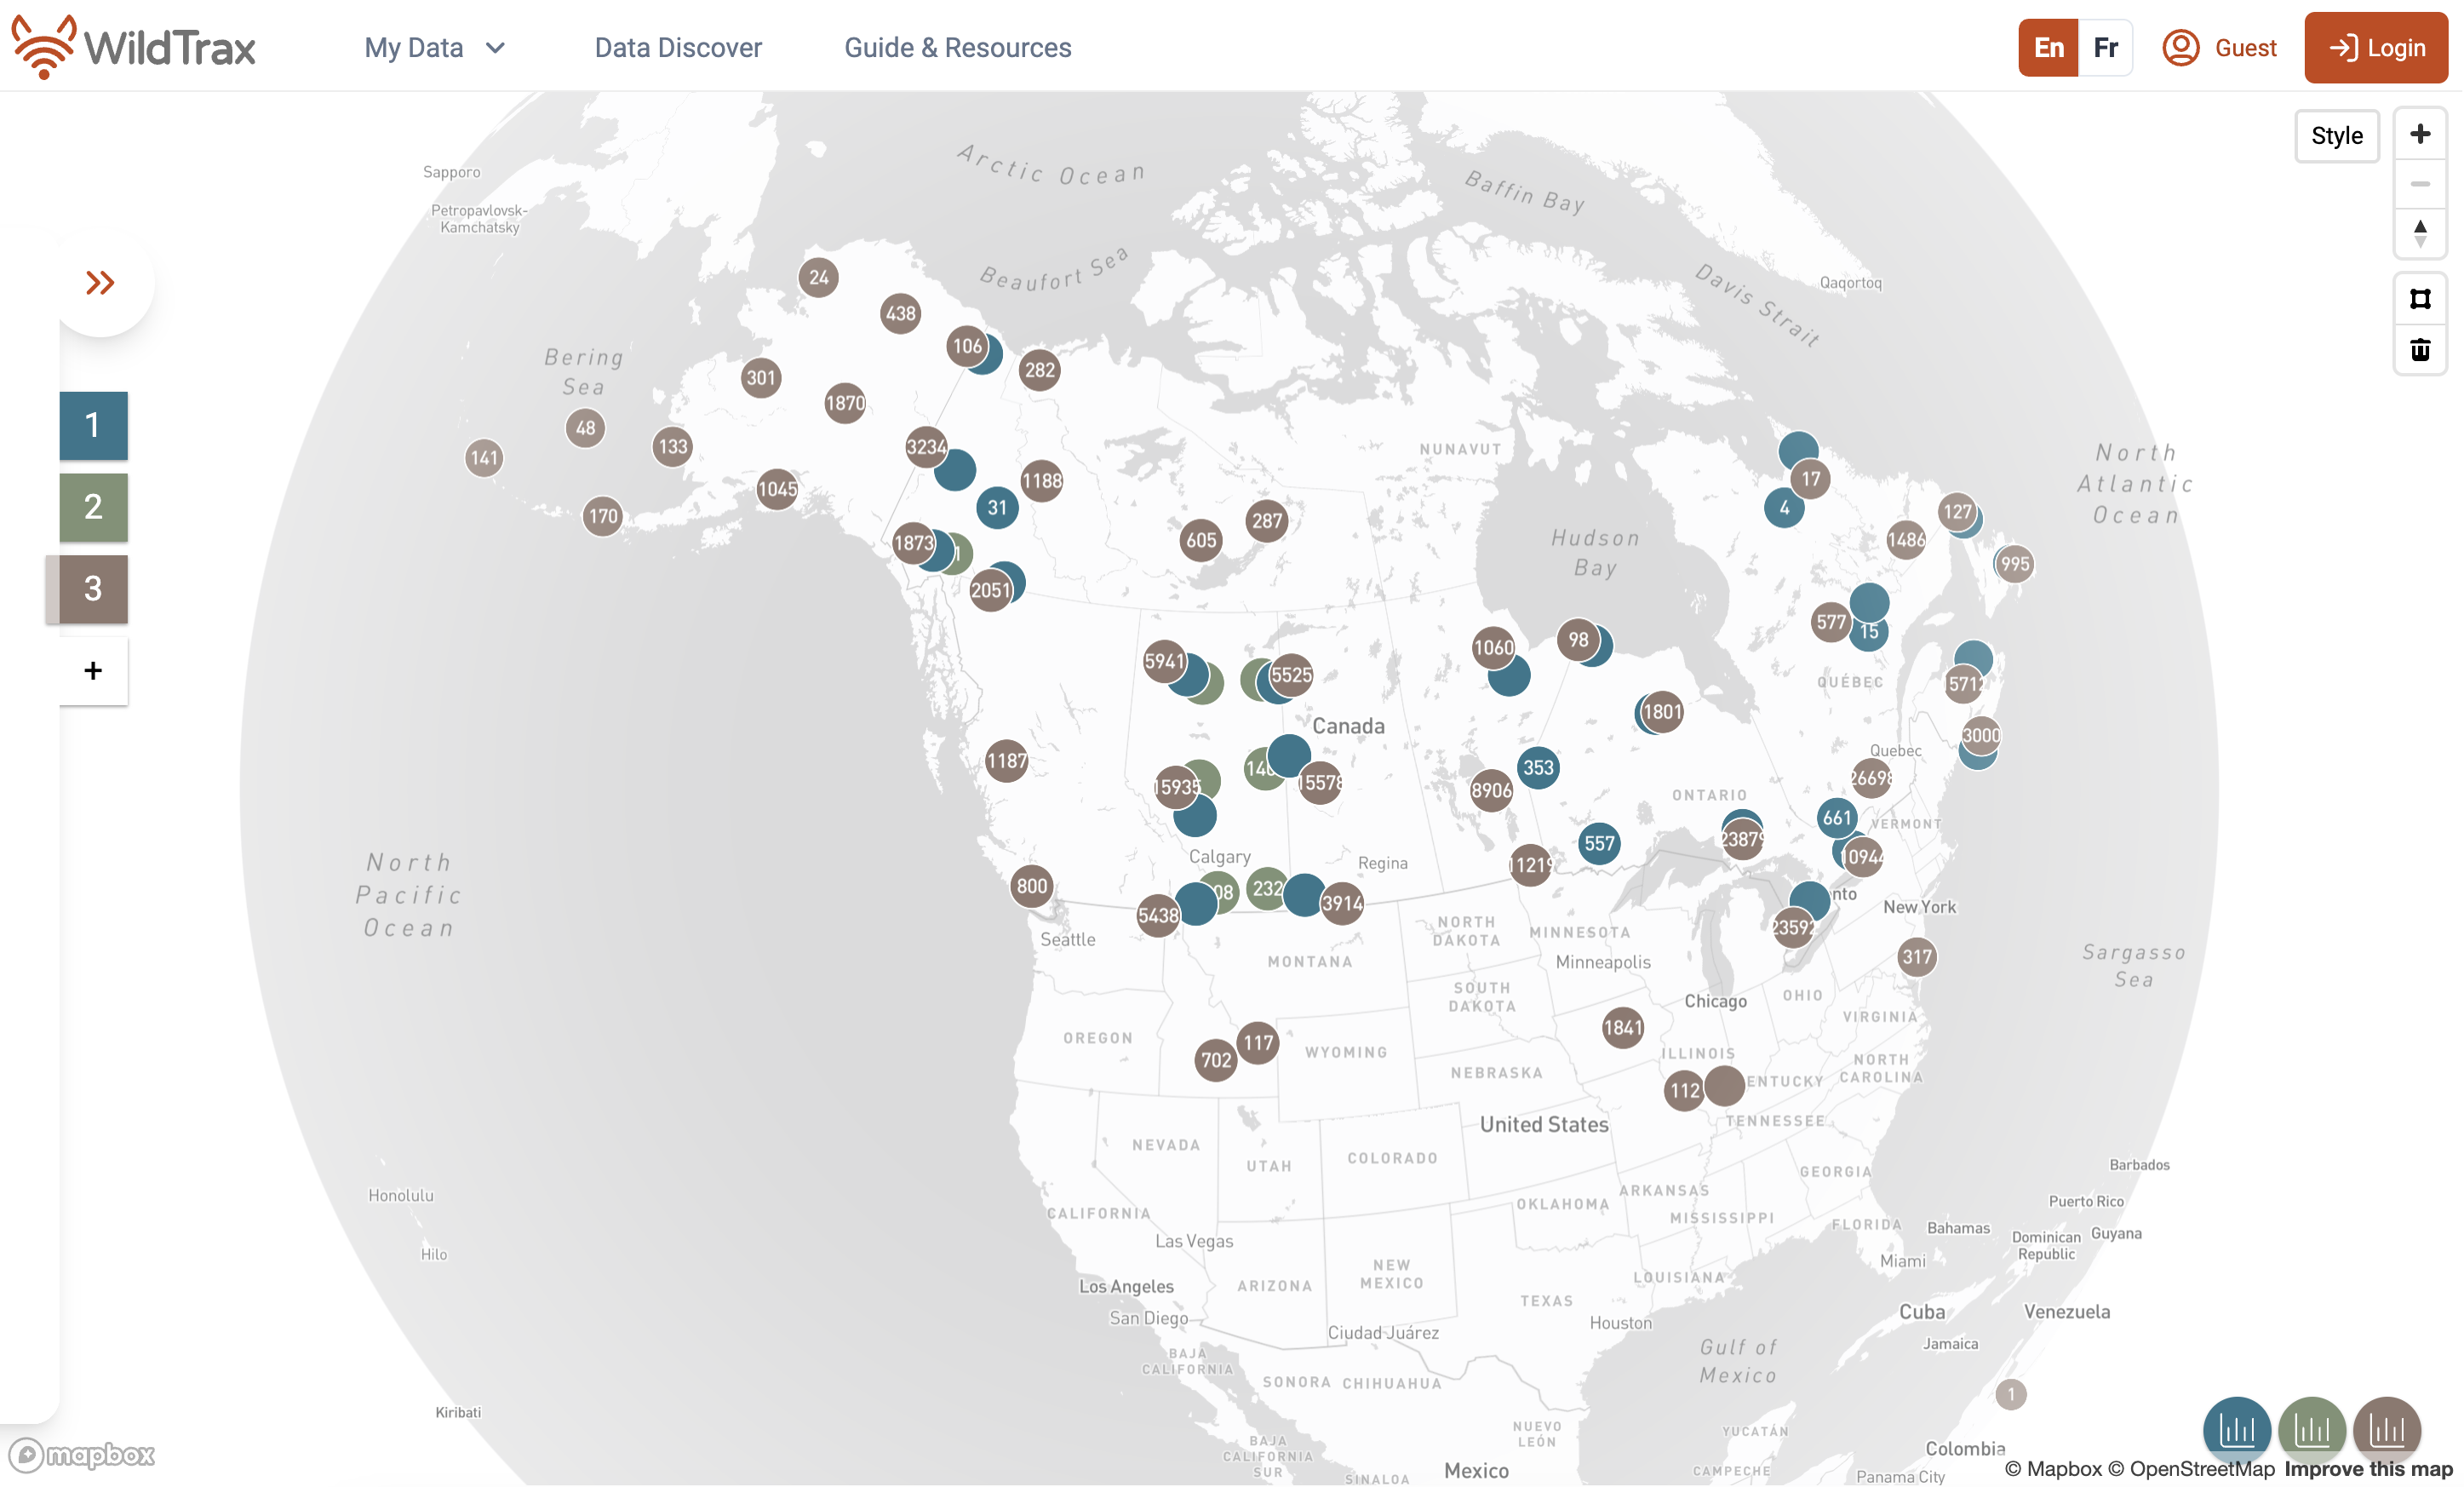 WildTrax
My Data
Data Discover
Guide & Resources
En
Fr
Guest
Login
Style
Sapporo
Petropavlovsk-
Kamchatsky
Arctic Ocean
Baffin Bay
Beaufort Sea
Davis Strait
Qaqortoq
24
438
106
282
Bering
Sea
301
1870
1
48
133
141
3234
1045
1188
170
31
NUNAVUT
North
Atlantic
Ocean
17
4
127
2
287
605
1873
1
2051
Hudson
Bay
1486
995
3
577
15
1060
98
5941
5525
QUÉBEC
5712
+
Canada
1801
3000
Quebec
1187
15935
140
15578
353
8906
26698
ONTARIO
661
VERMONT
557
23879
10944
Calgary
Regina
11219
North
Pacific
Ocean
800
5438
08
232
3914
nto
New York
23592
Seattle
NORTH
DAKOTA
MINNESOTA
Minneapolis
317
Sargasso
Sea
MONTANA
SOUTH
DAKOTA
Chicago
OHIO
VIRGINIA
OREGON
702
117
WYOMING
1841
ILLINOIS
NEBRASKA
112
ENTUCKY
NORTH
CAROLINA
United States
TENNESSEE
NEVADA
UTAH
COLORADO
GEORGIA
Barbados
Honolulu
CALIFORNIA
OKLAHOMA
ARKANSAS
MISSISSIPPI
Puerto Rico
FLORIDA
Bahamas
Dominican
Republic
Guyana
Hilo
Las Vegas
Miami
Los Angeles
ARIZONA
NEW
MEXICO
LOUISIANA
TEXAS
San Diego
Ciudad Juárez
Houston
Cuba
Venezuela
Jamaica
BAJA
CALIFORNIA
SONORA
CHIHUAHUA
Gulf of
Mexico
1
Kiribati
NUEVO
LEÓN
YUCATÁN
BAJA
CALIFORNIA
SUR
Colombia
mapbox
SINALOA
Mexico
CAMPECHE
Panama City
© Mapbox © OpenStreetMap Improve this map